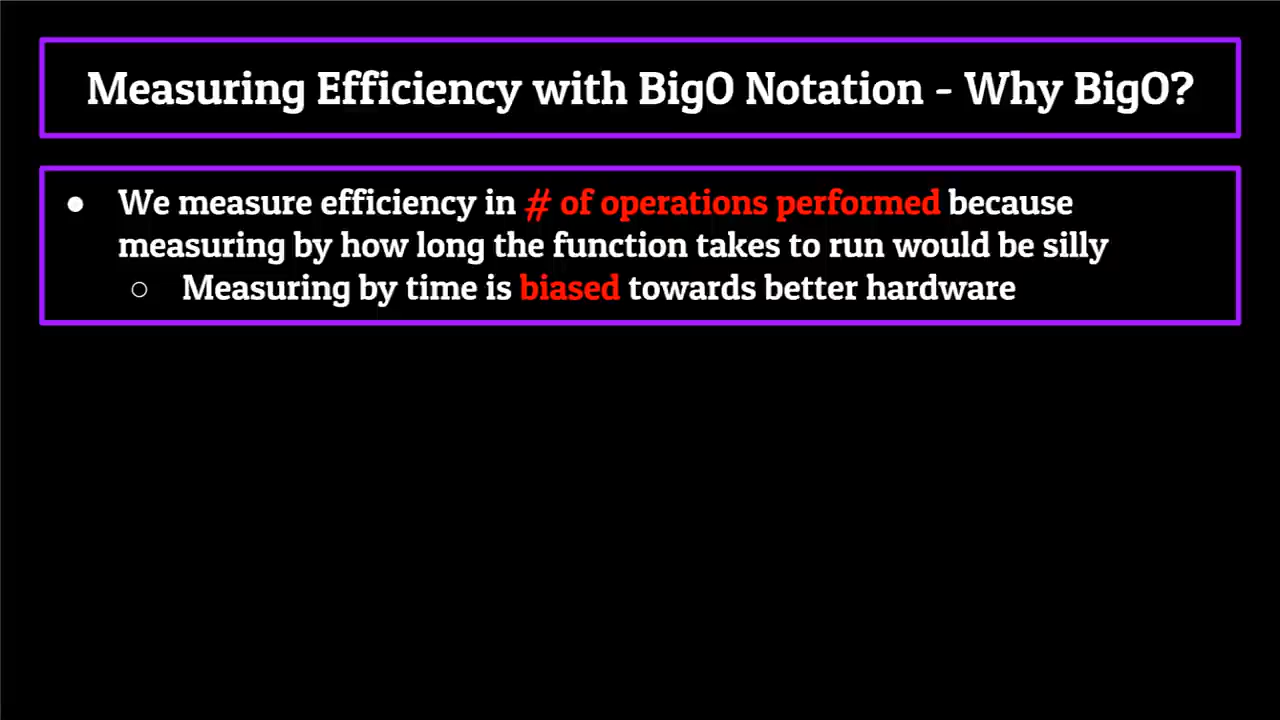 Measuring Efficiency with BigO Notation - Why BigO?
● We measure efficiency in # of operations performed because
measuring by how long the function takes to run would be silly
○ Measuring by time is biased towards better hardware